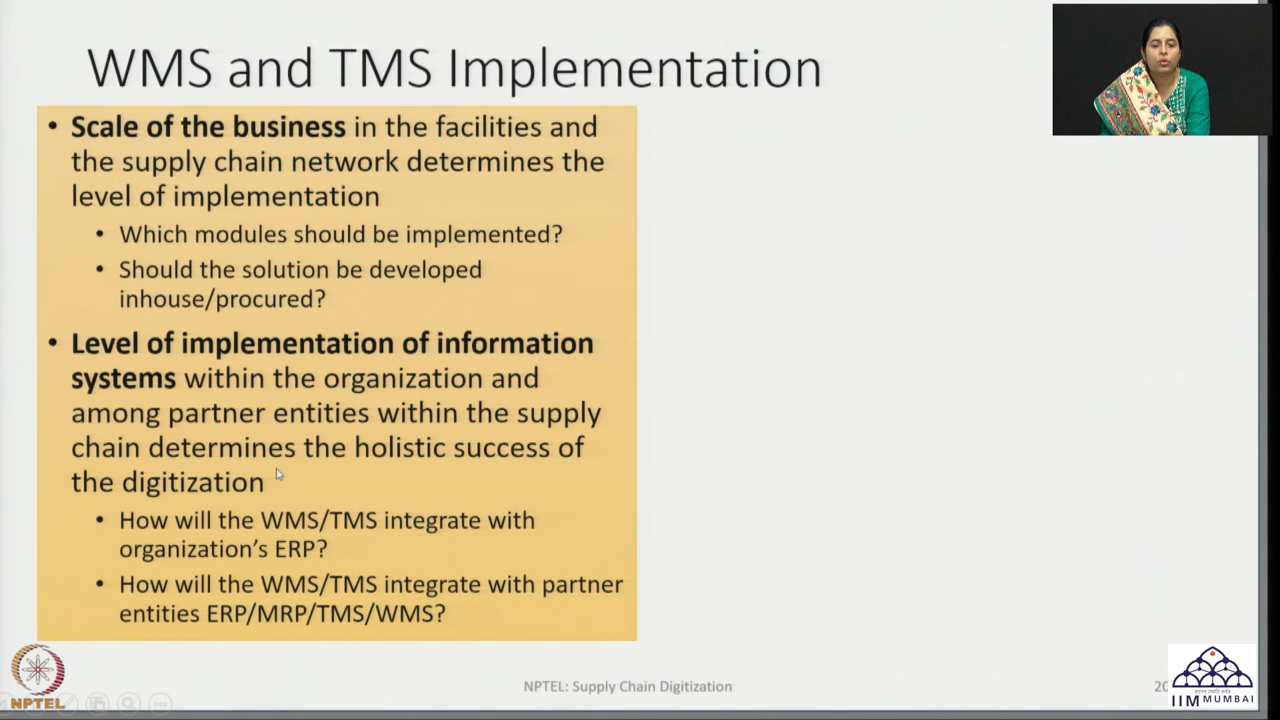 WMS and TMS Implementation
• Scale of the business in the facilities and
the supply chain network determines the
level of implementation
• Which modules should be implemented?
• Should the solution be developed
inhouse/procured?
• Level of implementation of information
systems within the organization and
among partner entities within the supply
chain determines the holistic success of
the digitization
• How will the WMS/TMS integrate with
organization's ERP?
• How will the WMS/TMS integrate with partner
entities ERP/MRP/TMS/WMS?
NPTEL
NPTEL: Supply Chain Digitization
20
IIM MUMBAI